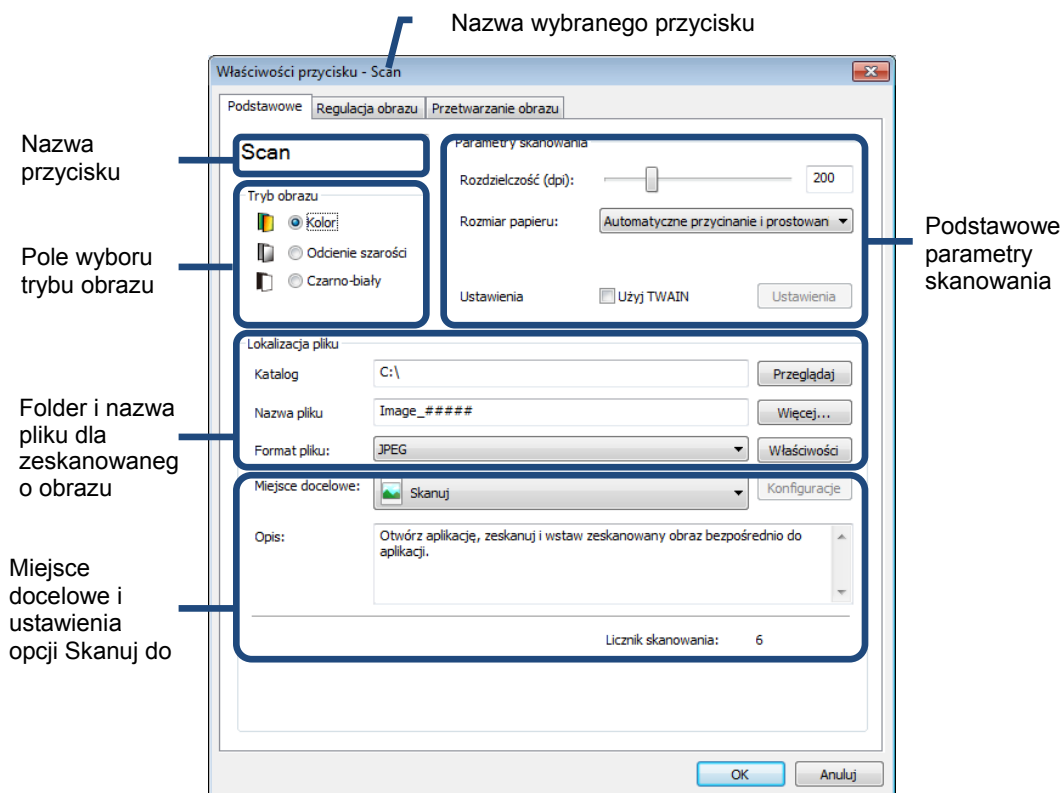 Nazwa wybranego przycisku
Właściwości przycisku - Scan
Podstawowe
Regulacja obrazu
Przetwarzanie obrazu
Nazwa
przycisku
Scan
Pole wyboru
trybu obrazu
Tryb obrazu
Kolor
Odcienie szarości
Czarno-biały
Parametry skanowania
Rozdzielczość (dpi):
200
Rozmiar papieru:
Automatyczne przycinanie i prostowan
Ustawienia
Użyj TWAIN
Ustawienia
Podstawowe
parametry
skanowania
Folder i nazwa
pliku dla
zeskanowaneg
o obrazu
Lokalizacja pliku
Katalog
C:\
Przeglądaj
Nazwa pliku
Image_#####
Więcej...
Format pliku:
JPEG
Właściwości
Miejsce
docelowe i
ustawienia
opcji Skanuj do
Miejsce docelowe:
Skanuj
Konfiguracje
Opis:
Otwórz aplikację, zeskanuj i wstaw zeskanowany obraz bezpośrednio do
aplikacji.
Licznik skanowania:
6
OK
Anuluj